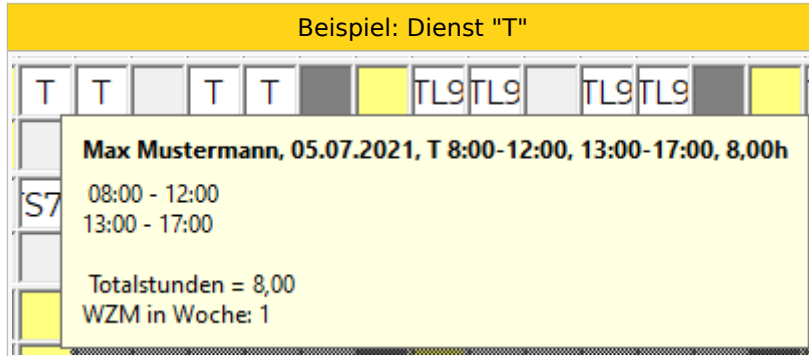 Beispiel: Dienst "T"
T T T T TL9 TL9 TL9 TL9
Max Mustermann, 05.07.2021, T 8:00-12:00, 13:00-17:00, 8,00h
08:00 - 12:00
13:00 - 17:00
Totalstunden = 8,00
WZM in Woche: 1